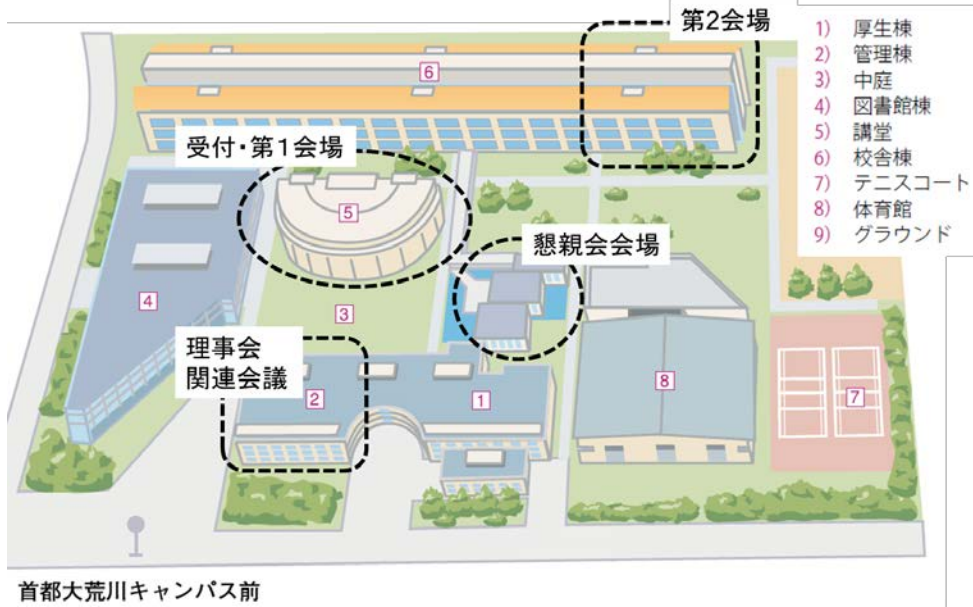 第2会場
1) 厚生棟
2) 管理棟
3) 中庭
4) 図書館棟
5) 講堂
6) 校舎棟
7) テニスコート
8) 体育館
9) グラウンド
6
受付・第1会場
5
懇親会会場
4
3
理事会
関連会議
2
1
8
7
首都大荒川キャンパス前